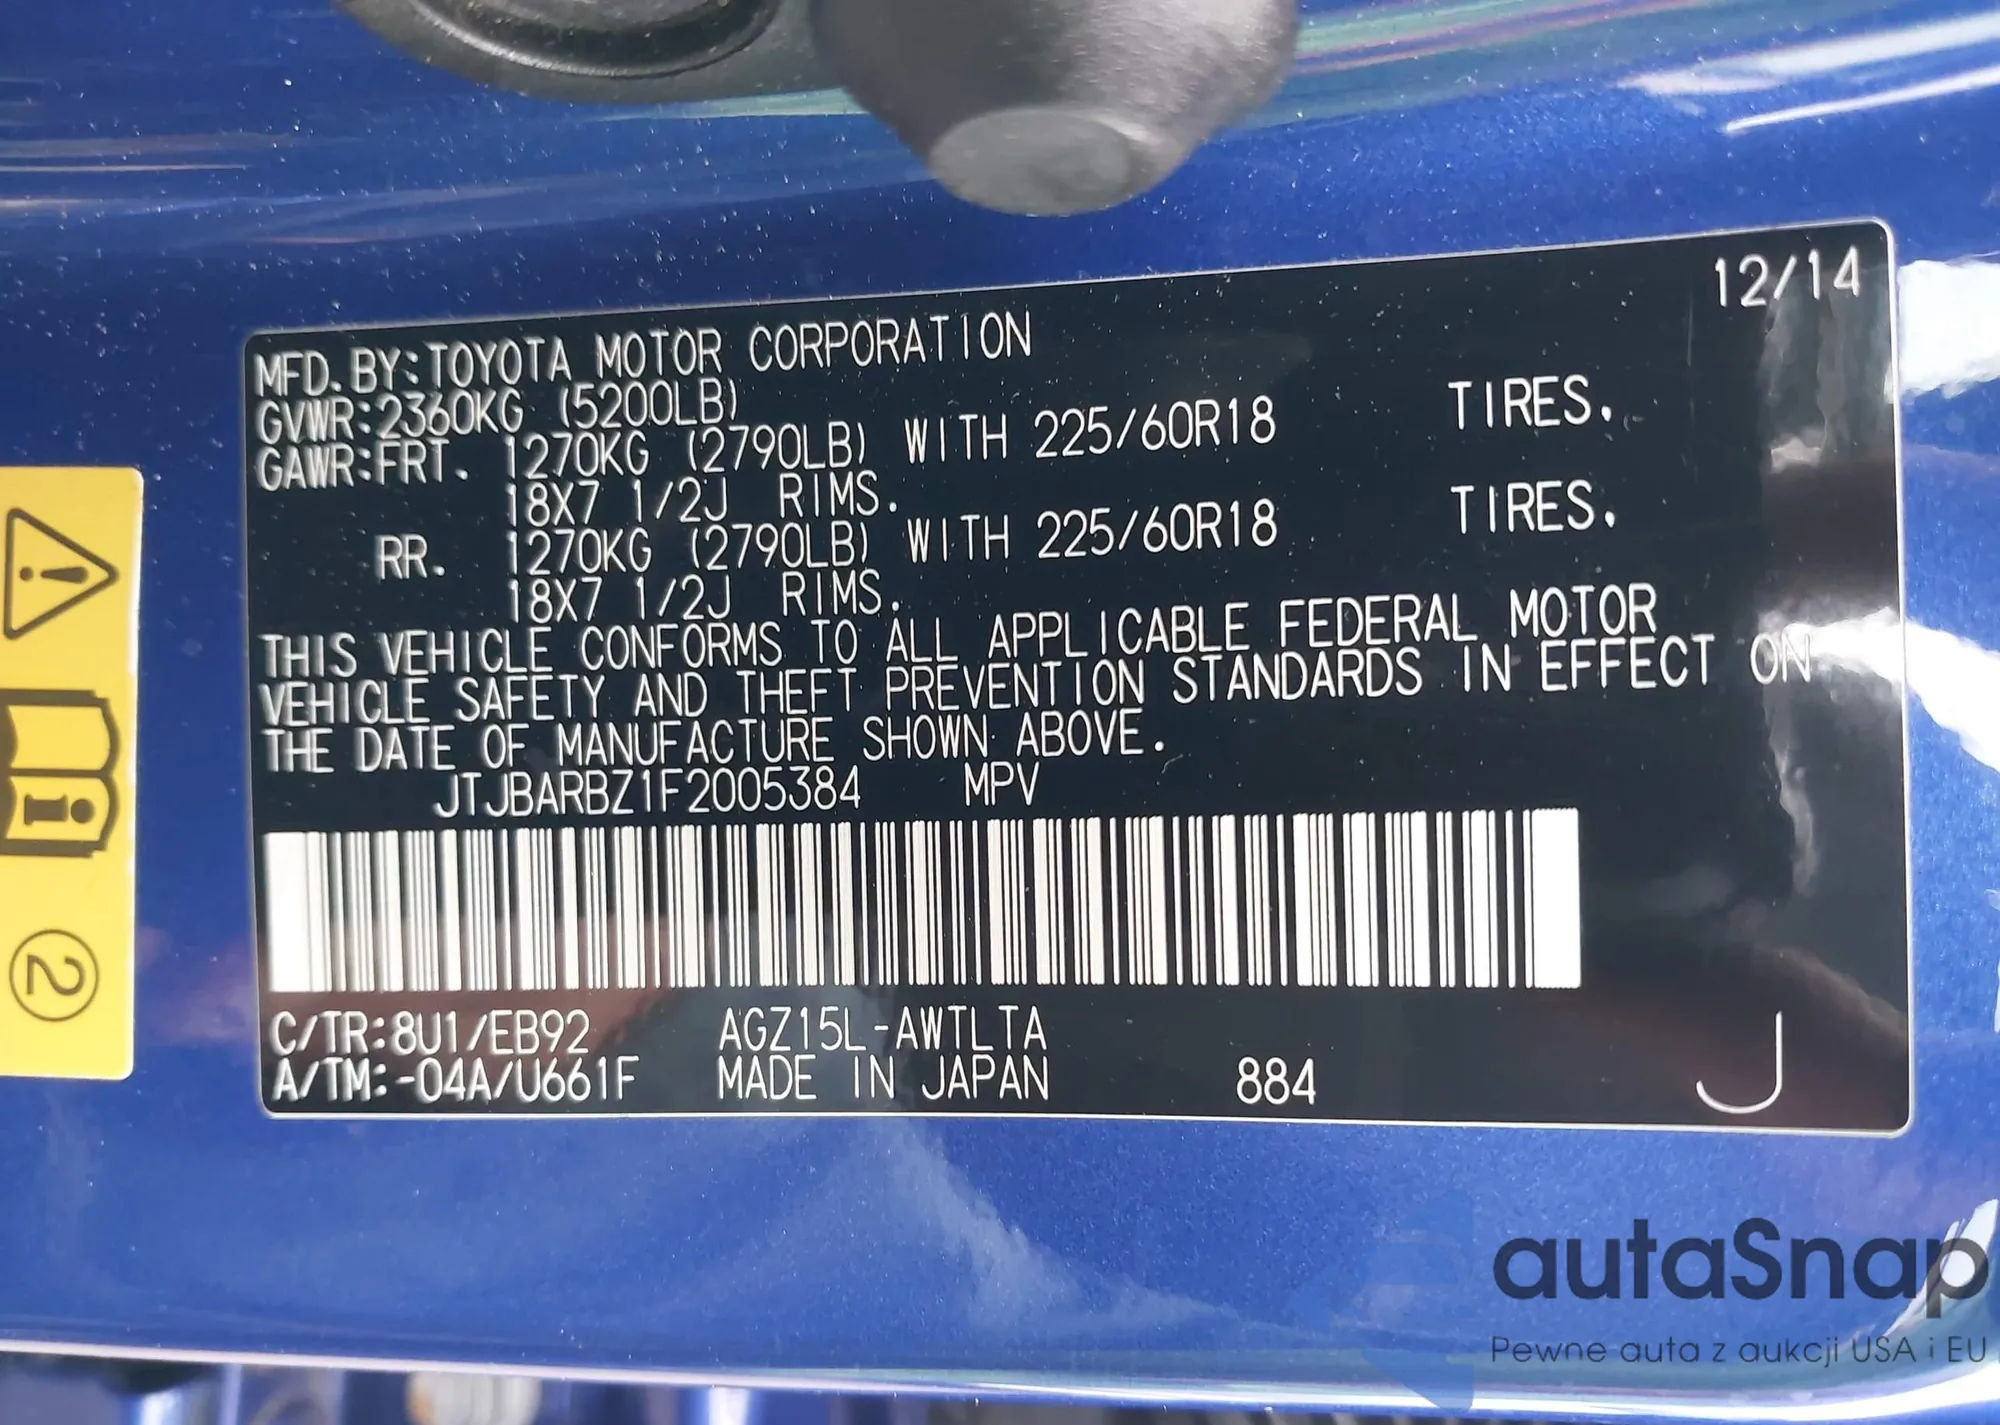 12/14
MFD. BY:TOYOTA MOTOR CORPORATION
GVWR:2360KG (5200LB)
GAWR:FRT. 1270KG (2790LB) WITH 225/60R18 TIRES.
18X7 1/2J RIMS.
RR. 1270KG (2790LB) WITH 225/60R18 TIRES.
18X7 1/2J RIMS.
THIS VEHICLE CONFORMS TO ALL APPLICABLE FEDERAL MOTOR
VEHICLE SAFETY AND THEFT PREVENTION STANDARDS IN EFFECT ON
THE DATE OF MANUFACTURE SHOWN ABOVE.
JTJBARBZ1F2005384 MPV
C/TR:8U1/EB92 AGZ15L-AWTLTA
A/TM:-04A/U661F MADE IN JAPAN 884 J
2
autaSnap
Pewne auta z aukcji USA i EU